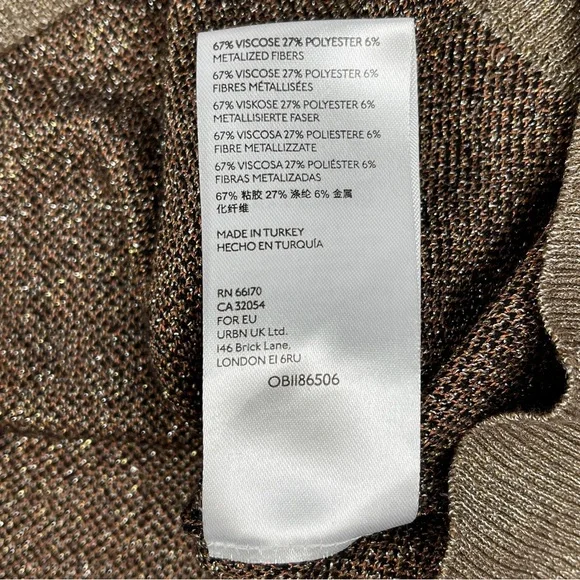 67% VISCOSE 27% POLYESTER 6%
METALIZED FIBERS
67% VISCOSE 27% POLYESTER 6%
FIBRES MÉTALLISÉES
67% VISKOSE 27% POLYESTER 6%
METALLISIERTE FASER
67% VISCOSA 27% POLIESTERE 6%
FIBRE METALLIZZATE
67% VISCOSA 27% POLIÉSTER 6%
FIBRAS METALIZADAS
67% 粘胶 27% 涤纶 6% 金属
化纤维
MADE IN TURKEY
HECHO EN TURQUÍA
RN 66170
CA 32054
FOR EU
URBN UK Ltd.
146 Brick Lane,
LONDON E1 6RU
OB1186506